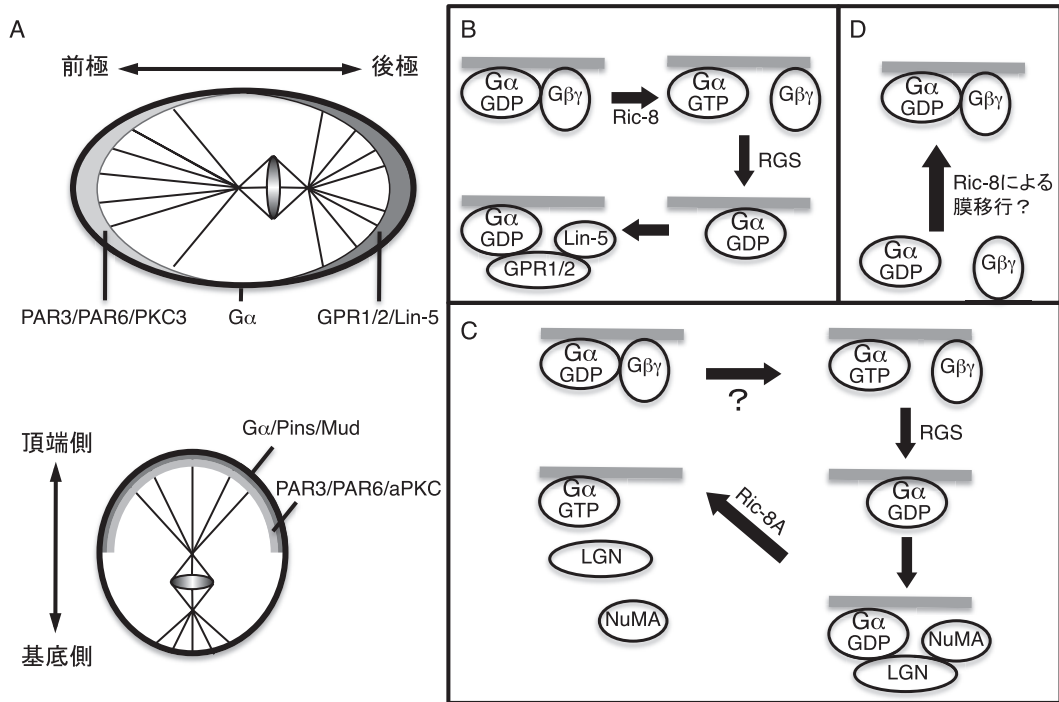 A
前極
後極
PAR3/PAR6/PKC3
Gα
GPR1/2/Lin-5
頂端側
基底側
Gα/Pins/Mud
PAR3/PAR6/aPKC
B
Gα
GDP
Gβγ
Ric-8
Gα
GTP
Gβγ
RGS
Gα
GDP
Lin-5
GPR1/2
Gα
GDP
D
Gα
GDP
Gβγ
Ric-8による
膜移行？
Gα
GDP
Gβγ
C
Gα
GDP
Gβγ
？
Gα
GTP
Gβγ
RGS
Gα
GTP
LGN
NuMA
Ric-8A
Gα
GDP
Gα
GDP
NuMA
LGN